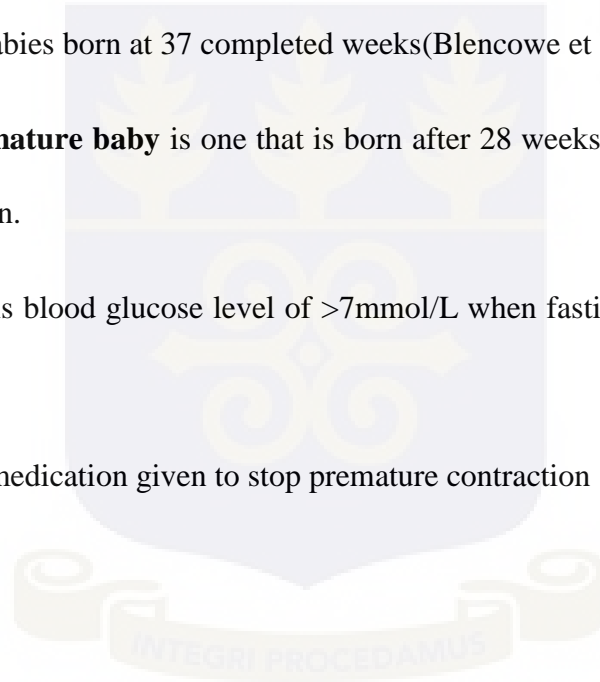 abies born at 37 completed weeks(Blencowe et
nature baby is one that is born after 28 weeks
n.
is blood glucose level of >7mmol/L when fasti
medication given to stop premature contraction
INTEGRI PROCEDAMUS